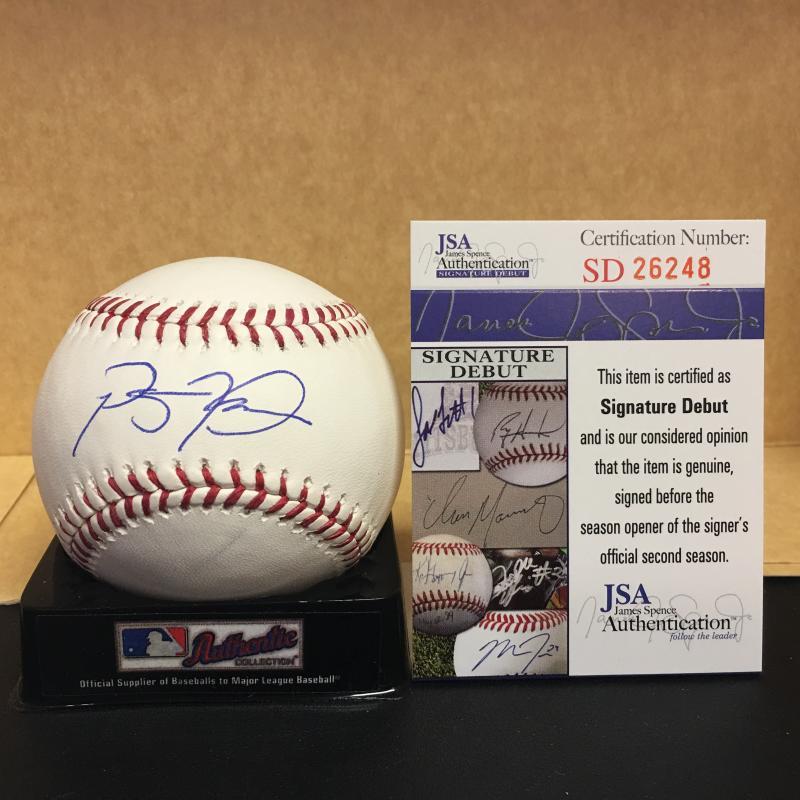 JSA
James Spence
Authentication
SIGNATURE DEBUT
Certification Number:
SD 26248
SIGNATURE
DEBUT
This item is certified as
Signature Debut
and is our considered opinion
that the item is genuine,
signed before the
season opener of the signer's
official second season.
JSA
James Spence
Authentication
follow the leader
Authentic
COLLECTION
Official Supplier of Baseballs to Major League Baseball